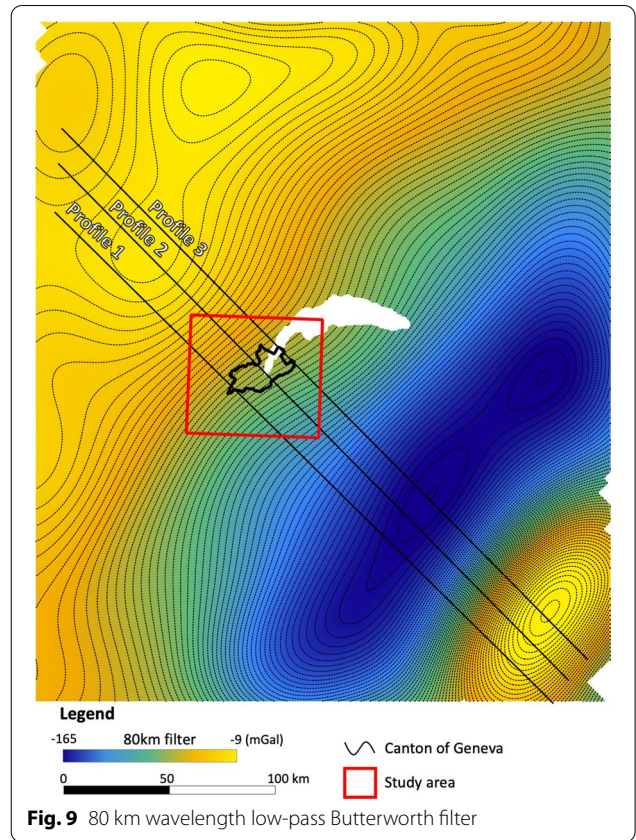 Profile 3
Profile 2
Profile 1
Legend
-165 80km filter -9 (mGal)
0 50 100 km
Canton of Geneva
Study area
Fig. 9 80 km wavelength low-pass Butterworth filter